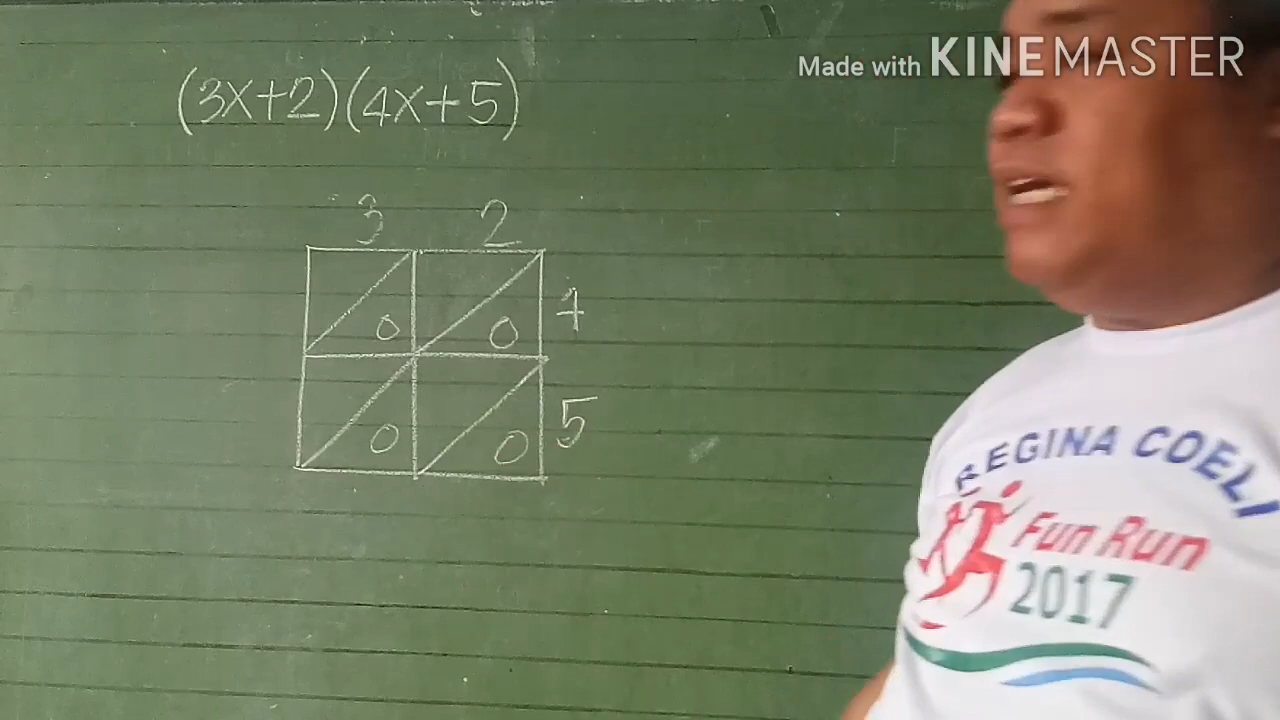 Made with KINEMASTER
(3x+2)(4x+5)
3 2
0 0 4
0 0 5
REGINA COELI
Fun Run
2017